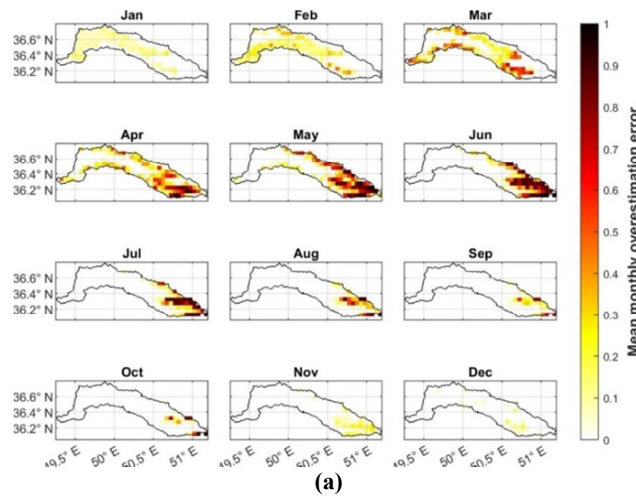 Jan Feb Mar
36.6° N
36.4° N
36.2° N
Apr May Jun
36.6° N
36.4° N
36.2° N
Jul Aug Sep
36.6° N
36.4° N
36.2° N
Oct Nov Dec
36.6° N
36.4° N
36.2° N
49.5° E 50° E 50.5° E 51° E 49.5° E 50° E 50.5° E 51° E 49.5° E 50° E 50.5° E 51° E
1
0.9
0.8
0.7
0.6
0.5
0.4
0.3
0.2
0.1
0
Mean monthly overestimation error
(a)